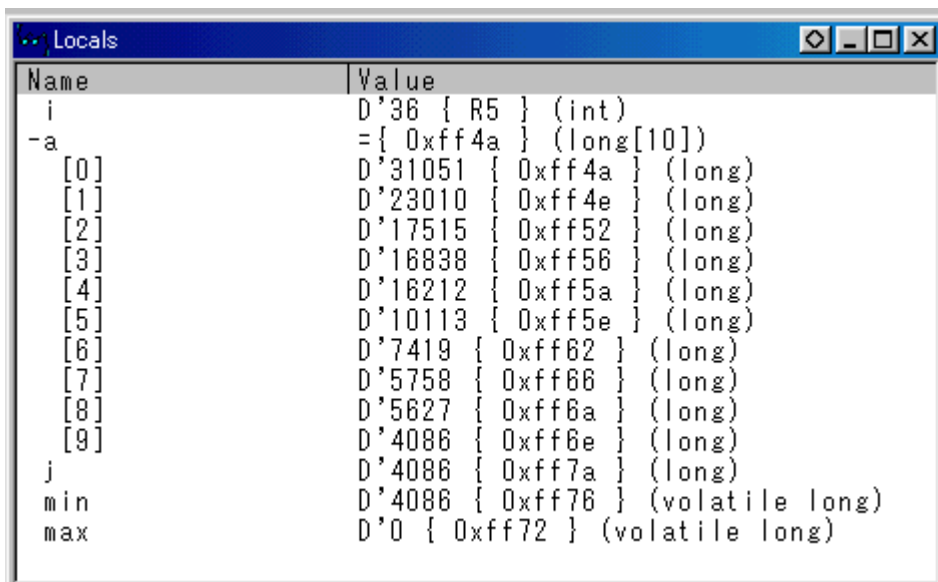 Locals
Name Value
i D'36 { R5 } (int)
-a ={ 0xff4a } (long[10])
[0] D'31051 { 0xff4a } (long)
[1] D'23010 { 0xff4e } (long)
[2] D'17515 { 0xff52 } (long)
[3] D'16838 { 0xff56 } (long)
[4] D'16212 { 0xff5a } (long)
[5] D'10113 { 0xff5e } (long)
[6] D'7419 { 0xff62 } (long)
[7] D'5758 { 0xff66 } (long)
[8] D'5627 { 0xff6a } (long)
[9] D'4086 { 0xff6e } (long)
j D'4086 { 0xff7a } (long)
min D'4086 { 0xff76 } (volatile long)
max D'0 { 0xff72 } (volatile long)